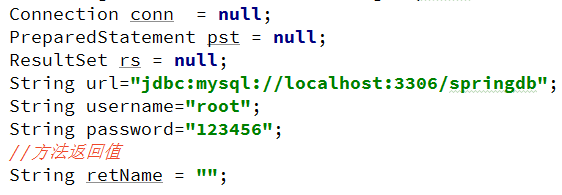 Connection conn  = null;
PreparedStatement pst = null;
ResultSet rs = null;
String url="jdbc:mysql://localhost:3306/springdb";
String username="root";
String password="123456";
//方法返回值
String retName = "";